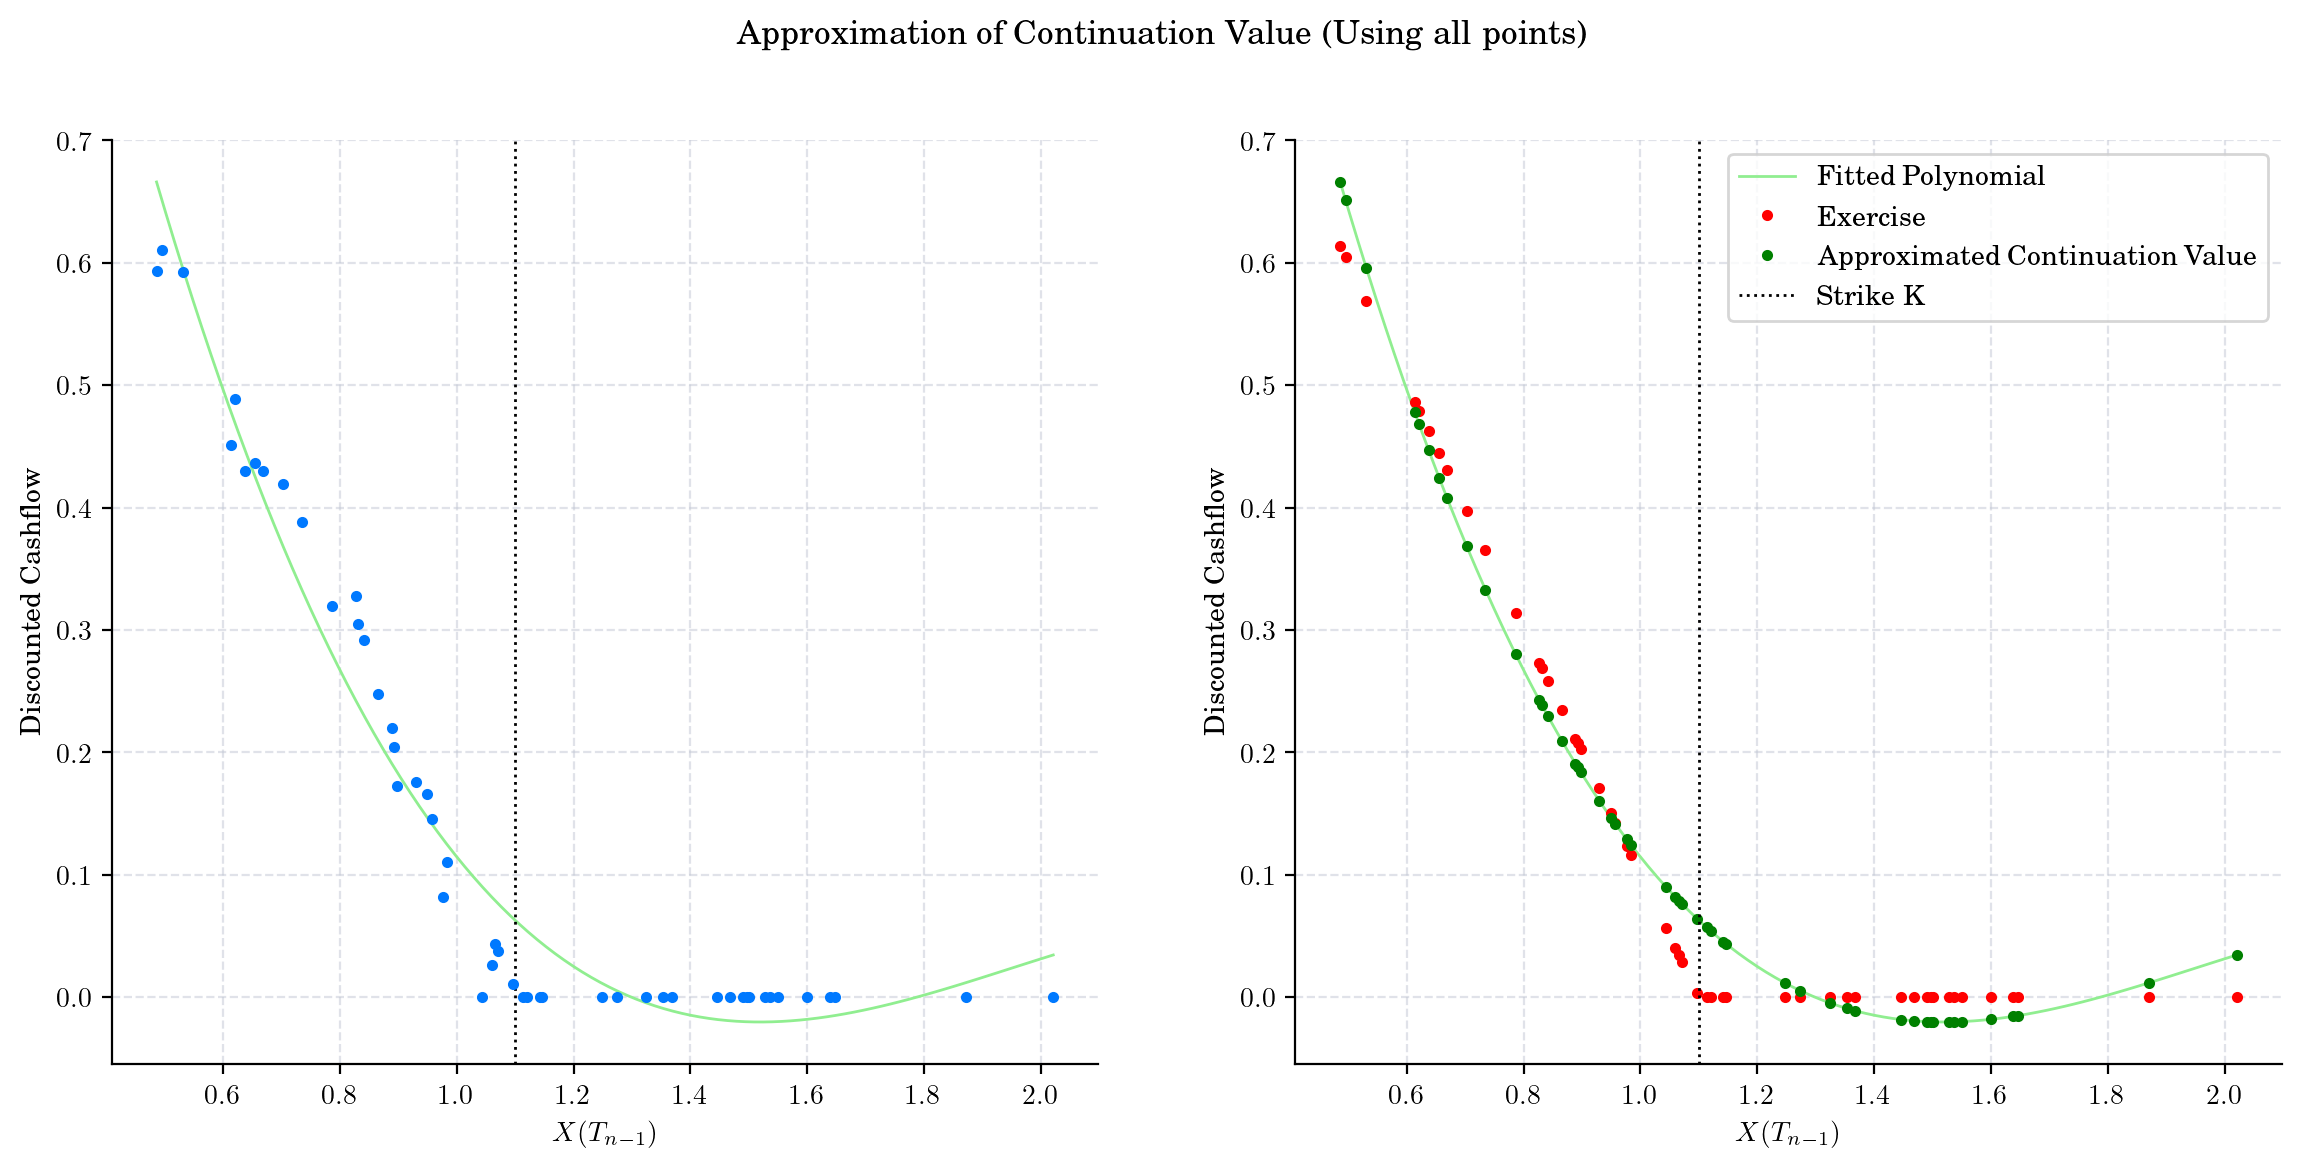 Approximation of Continuation Value (Using all points)
Discounted Cashflow
0.7
0.6
0.5
0.4
0.3
0.2
0.1
0.0
0.6 0.8 1.0 1.2 1.4 1.6 1.8 2.0
X(Tₙ₋₁)
Discounted Cashflow
0.7
0.6
0.5
0.4
0.3
0.2
0.1
0.0
Fitted Polynomial
Exercise
Approximated Continuation Value
Strike K
0.6 0.8 1.0 1.2 1.4 1.6 1.8 2.0
X(Tₙ₋₁)